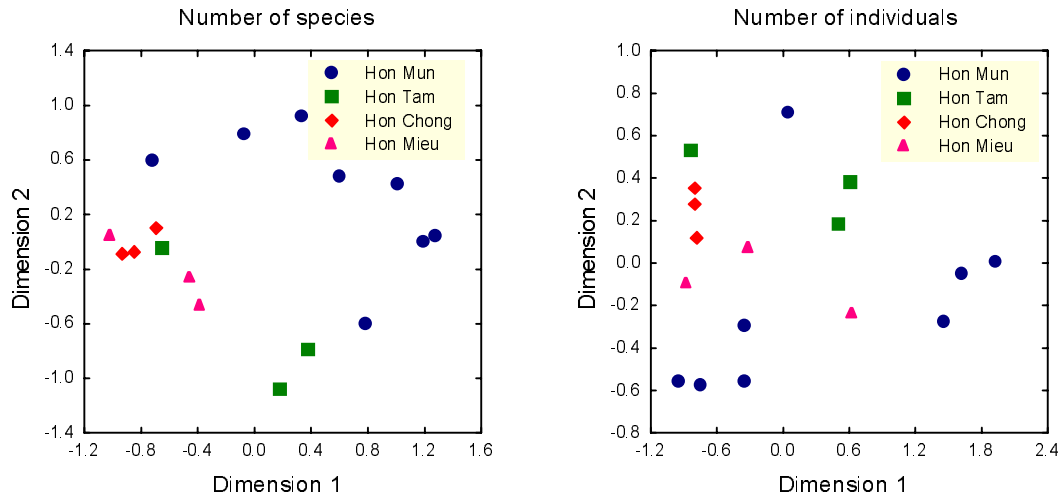 Number of species
1.4
1.0
0.6
0.2
-0.2
-0.6
-1.0
-1.4
Dimension 2
Hon Mun
Hon Tam
Hon Chong
Hon Mieu
-1.2 -0.8 -0.4 0.0 0.4 0.8 1.2 1.6
Dimension 1
Number of individuals
1.0
0.8
0.6
0.4
0.2
0.0
-0.2
-0.4
-0.6
-0.8
Dimension 2
Hon Mun
Hon Tam
Hon Chong
Hon Mieu
-1.2 -0.6 0.0 0.6 1.2 1.8 2.4
Dimension 1